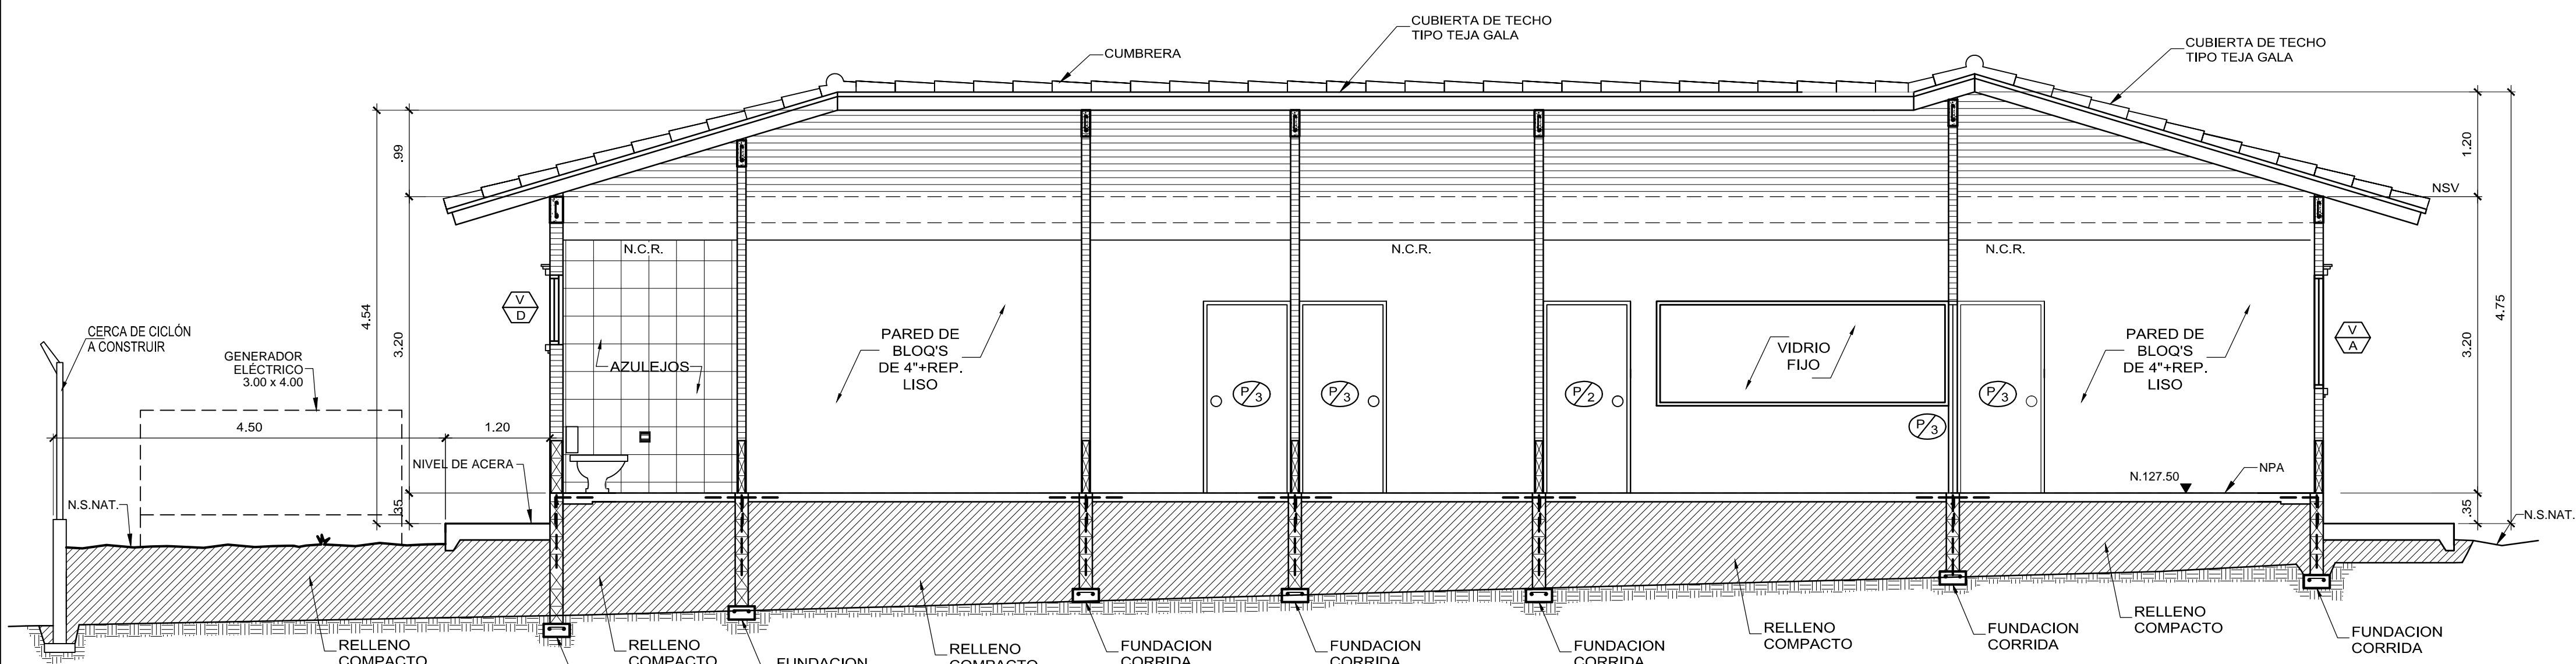 CUBIERTA DE TECHO
TIPO TEJA GALA
CUMBRERA
CUBIERTA DE TECHO
TIPO TEJA GALA
.99
4.54
3.20
.35
1.20
4.75
3.20
.35
NSV
N.C.R.
N.C.R.
N.C.R.
V
D
V
A
CERCA DE CICLÓN
A CONSTRUIR
GENERADOR
ELÉCTRICO
3.00 x 4.00
4.50
1.20
AZULEJOS
PARED DE
BLOQ'S
DE 4"+REP.
LISO
P/3
P/3
P/2
VIDRIO
FIJO
P/3
P/3
PARED DE
BLOQ'S
DE 4"+REP.
LISO
NIVEL DE ACERA
N.S.NAT.
N.127.50
NPA
N.S.NAT.
RELLENO
COMPACTO
RELLENO
COMPACTO
FUNDACION
RELLENO
COMPACTO
FUNDACION
CORRIDA
FUNDACION
CORRIDA
FUNDACION
CORRIDA
RELLENO
COMPACTO
FUNDACION
CORRIDA
RELLENO
COMPACTO
FUNDACION
CORRIDA